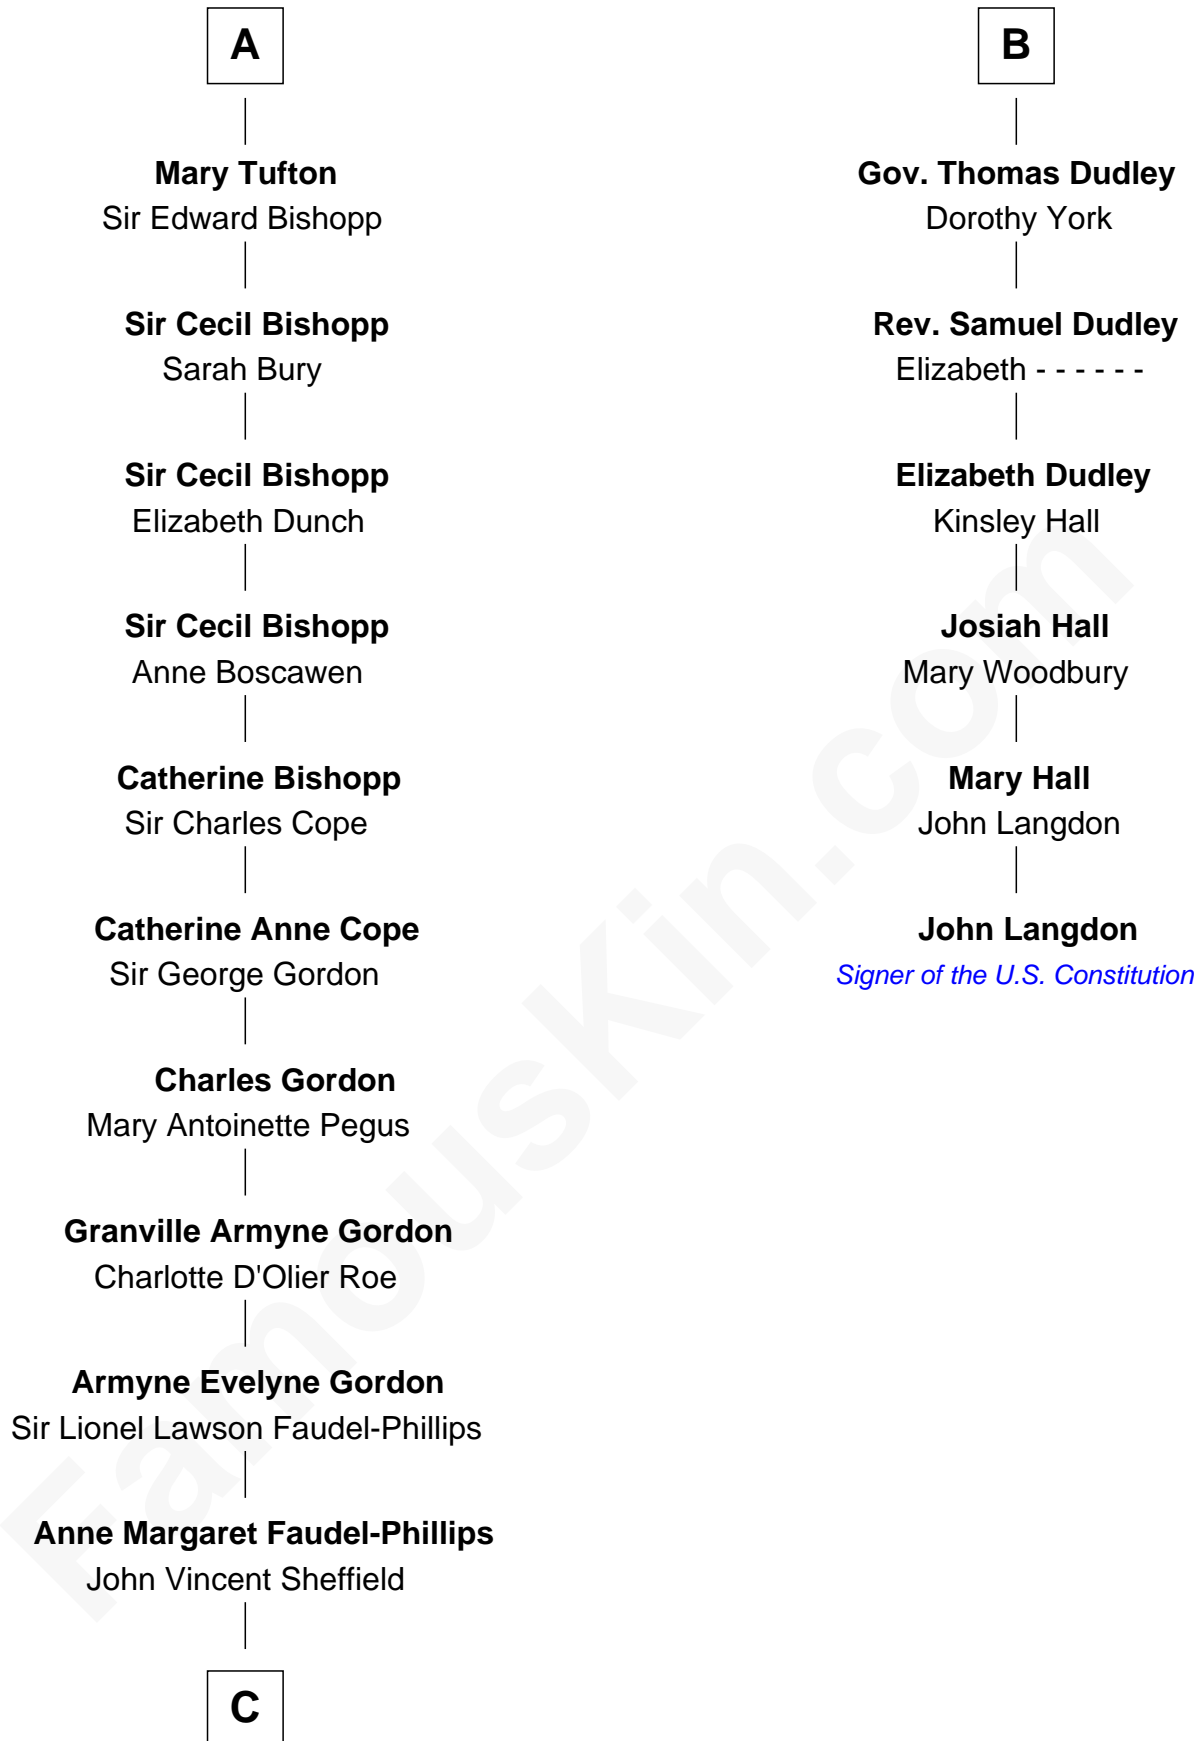 A
Mary Tufton
Sir Edward Bishopp
Sir Cecil Bishopp
Sarah Bury
Sir Cecil Bishopp
Elizabeth Dunch
Sir Cecil Bishopp
Anne Boscawen
Catherine Bishopp
Sir Charles Cope
Catherine Anne Cope
Sir George Gordon
Charles Gordon
Mary Antoinette Pegus
Granville Armyne Gordon
Charlotte D'Olier Roe
Armyne Evelyne Gordon
Sir Lionel Lawson Faudel-Phillips
Anne Margaret Faudel-Phillips
John Vincent Sheffield
C
B
Gov. Thomas Dudley
Dorothy York
Rev. Samuel Dudley
Elizabeth - - - - - -
Elizabeth Dudley
Kinsley Hall
Josiah Hall
Mary Woodbury
Mary Hall
John Langdon
John Langdon
Signer of the U.S. Constitution
FamousKin.com